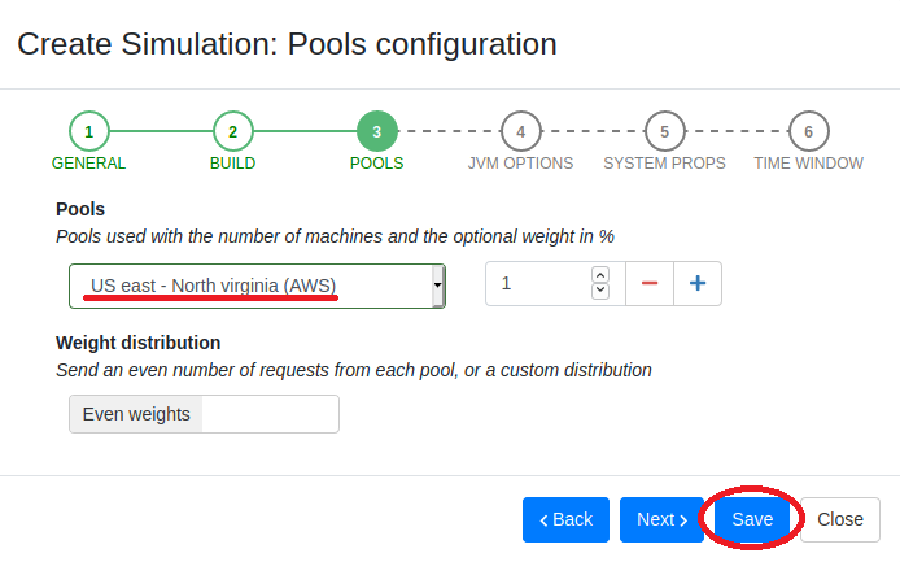 Create Simulation: Pools configuration
1 2 3 4 5 6
GENERAL BUILD POOLS JVM OPTIONS SYSTEM PROPS TIME WINDOW
Pools
Pools used with the number of machines and the optional weight in %
US east - North virginia (AWS) 1
Weight distribution
Send an even number of requests from each pool, or a custom distribution
Even weights
Back Next Save Close